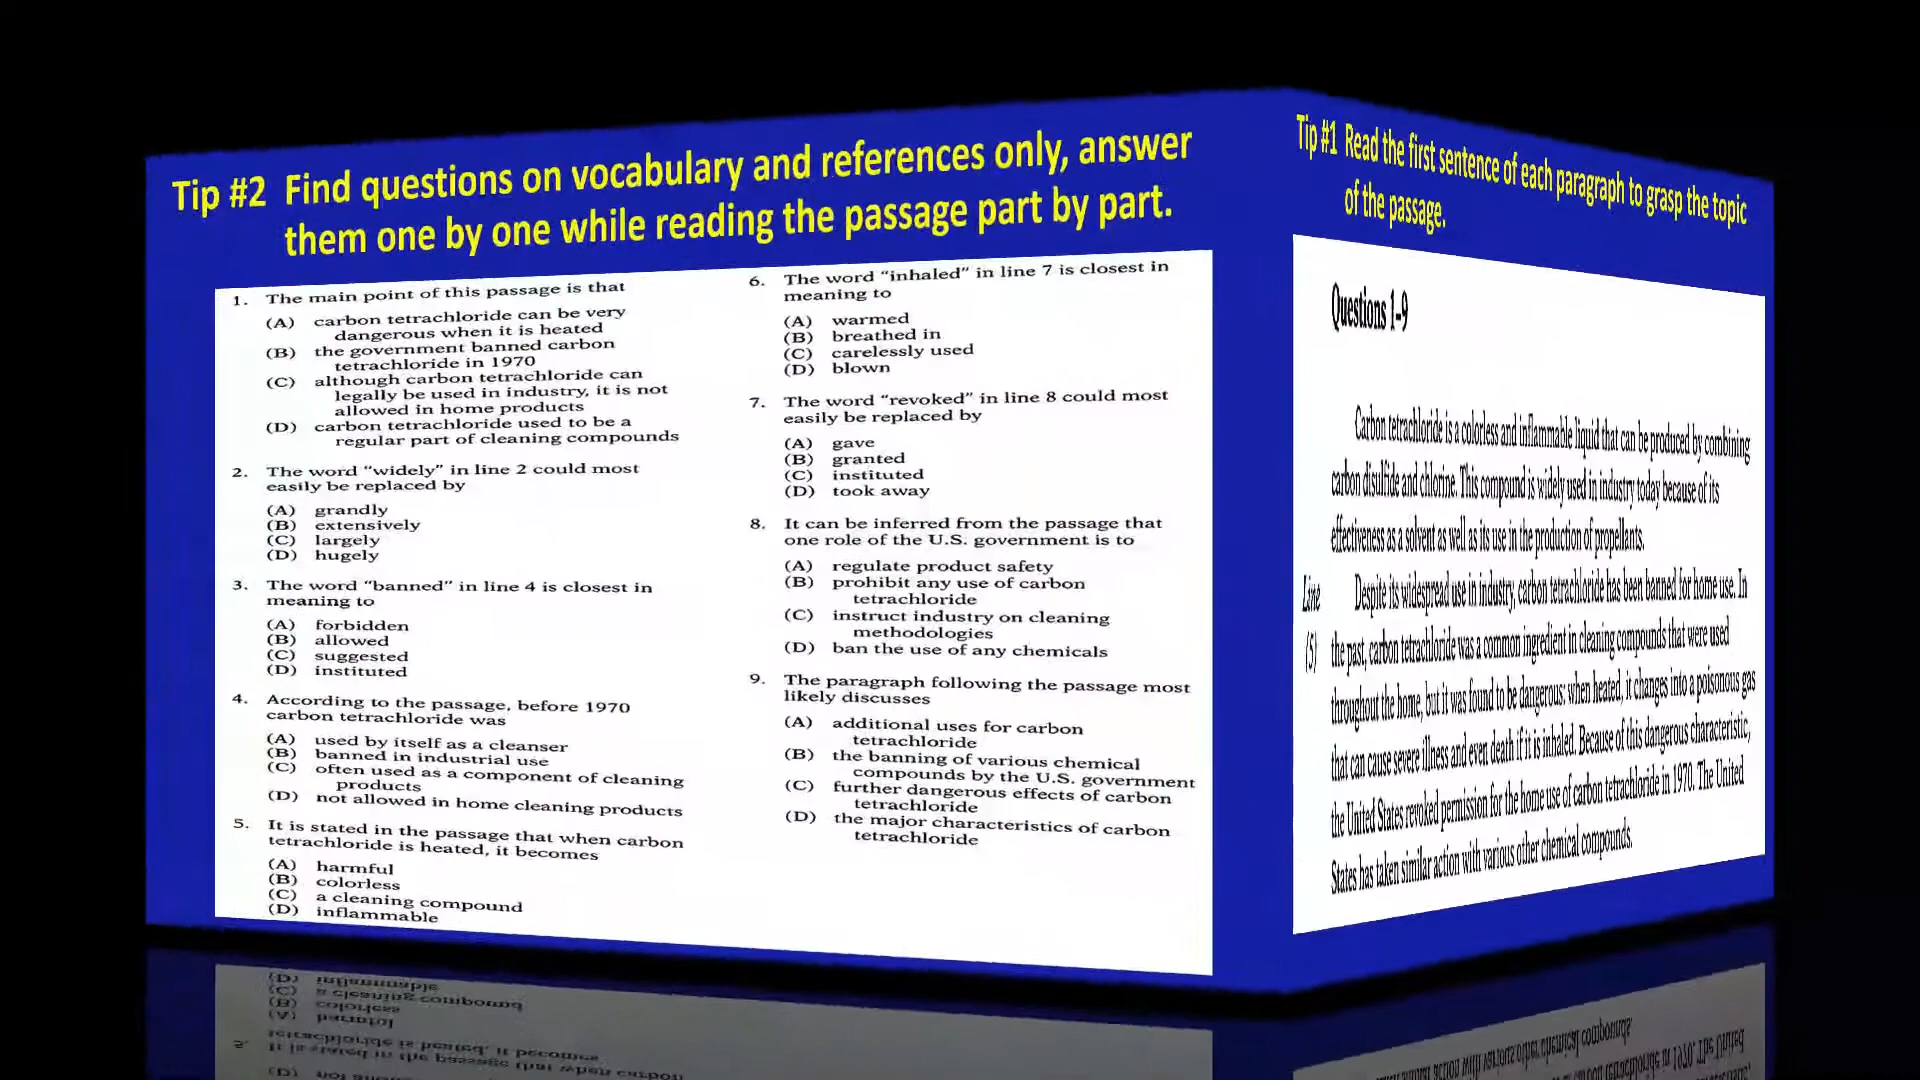 Tip #2 Find questions on vocabulary and references only, answer
them one by one while reading the passage part by part.
1. The main point of this passage is that
(A) carbon tetrachloride can be very
dangerous when it is heated
(B) the government banned carbon
tetrachloride in 1970
(C) although carbon tetrachloride can
legally be used in industry, it is not
allowed in home products
(D) carbon tetrachloride used to be a
regular part of cleaning compounds
2. The word "widely" in line 2 could most
easily be replaced by
(A) grandly
(B) extensively
(C) largely
(D) hugely
3. The word "banned" in line 4 is closest in
meaning to
(A) forbidden
(B) allowed
(C) suggested
(D) instituted
4. According to the passage, before 1970
carbon tetrachloride was
(A) used by itself as a cleanser
(B) banned in industrial use
(C) often used as a component of cleaning
products
(D) not allowed in home cleaning products
5. It is stated in the passage that when carbon
tetrachloride is heated, it becomes
(A) harmful
(B) colorless
(C) a cleaning compound
(D) inflammable
6. The word "inhaled" in line 7 is closest in
meaning to
(A) warmed
(B) breathed in
(C) carelessly used
(D) blown
7. The word "revoked" in line 8 could most
easily be replaced by
(A) gave
(B) granted
(C) instituted
(D) took away
8. It can be inferred from the passage that
one role of the U.S. government is to
(A) regulate product safety
(B) prohibit any use of carbon
tetrachloride
(C) instruct industry on cleaning
methodologies
(D) ban the use of any chemicals
9. The paragraph following the passage most
likely discusses
(A) additional uses for carbon
tetrachloride
(B) the banning of various chemical
compounds by the U.S. government
(C) further dangerous effects of carbon
tetrachloride
(D) the major characteristics of carbon
tetrachloride
Tip #1 Read the first sentence of each paragraph to grasp the topic
of the passage.
Questions 1–9
Carbon tetrachloride is a colorless and inflammable liquid that can be produced by combining
carbon disulfide and chlorine. This compound is widely used in industry today because of its
effectiveness as a solvent as well as its use in the production of propellants.
Line Despite its widespread use in industry, carbon tetrachloride has been banned for home use. In
(5) the past, carbon tetrachloride was a common ingredient in cleaning compounds that were used
throughout the home, but it was found to be dangerous: when heated, it changes into a poisonous gas
that can cause severe illness and even death if it is inhaled. Because of this dangerous characteristic,
the United States revoked permission for the home use of carbon tetrachloride in 1970. The United
States has taken similar action with various other chemical compounds.